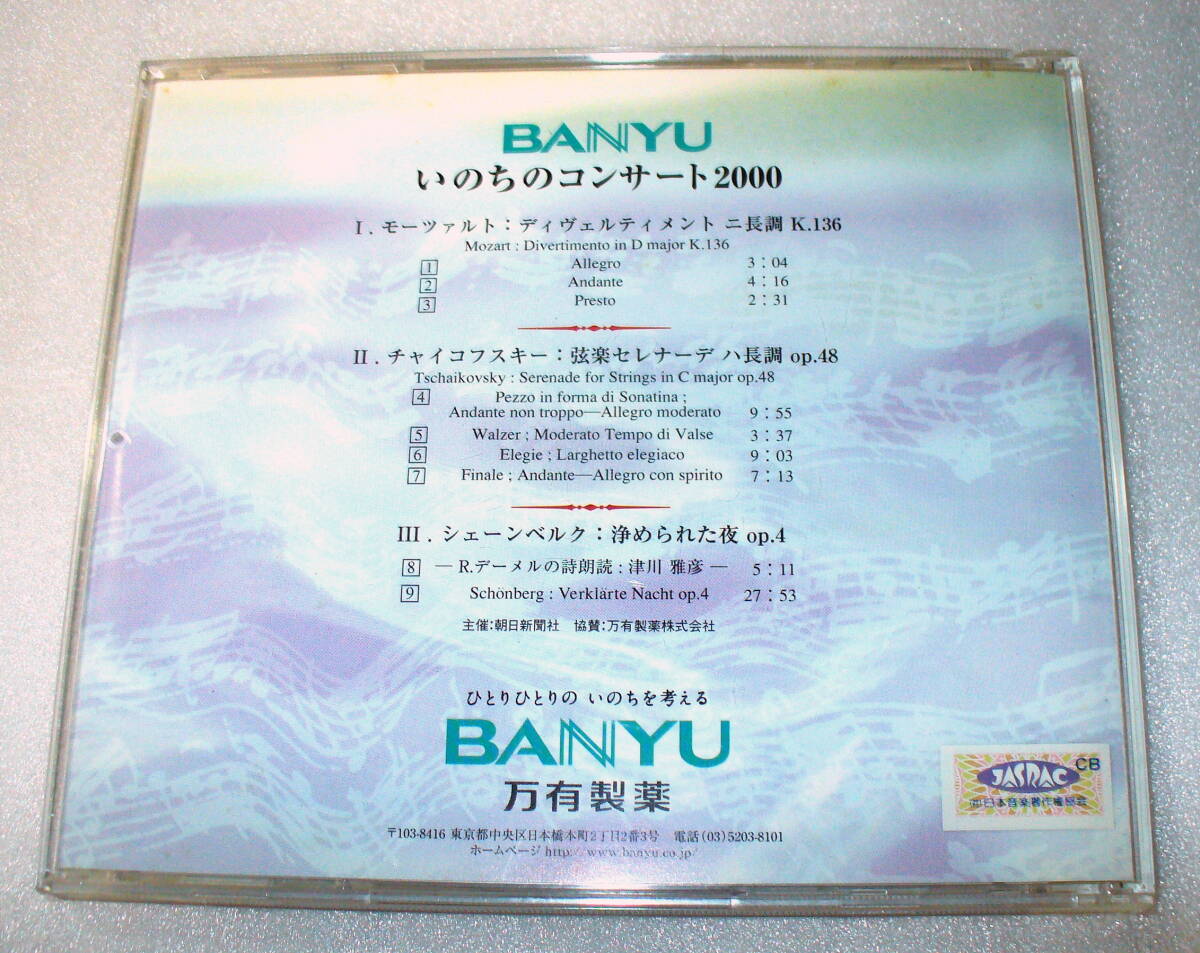 BANYU
いのちのコンサート2000
I．モーツァルト：ディヴェルティメント ニ長調 K.136
Mozart : Divertimento in D major K.136
1 Allegro 3：04
2 Andante 4：16
3 Presto 2：31
II．チャイコフスキー：弦楽セレナーデ ハ長調 op.48
Tschaikovsky : Serenade for Strings in C major op.48
4 Pezzo in forma di Sonatina ;
Andante non troppo—Allegro moderato 9：55
5 Walzer ; Moderato Tempo di Valse 3：37
6 Elegie ; Larghetto elegiaco 9：03
7 Finale ; Andante—Allegro con spirito 7：13
III．シェーンベルク：浄められた夜 op.4
8 ― R.デーメルの詩朗読 : 津川 雅彦 ― 5：11
9 Schönberg : Verklärte Nacht op.4 27：53
主催：朝日新聞社 協賛：万有製薬株式会社
ひとりひとりの いのちを考える
BANYU
万有製薬
〒103-8416 東京都中央区日本橋本町2丁目2番3号 電話 (03) 5203-8101
ホームページ http://www.banyu.co.jp/
JASRAC CB
(社)日本音楽著作権協会